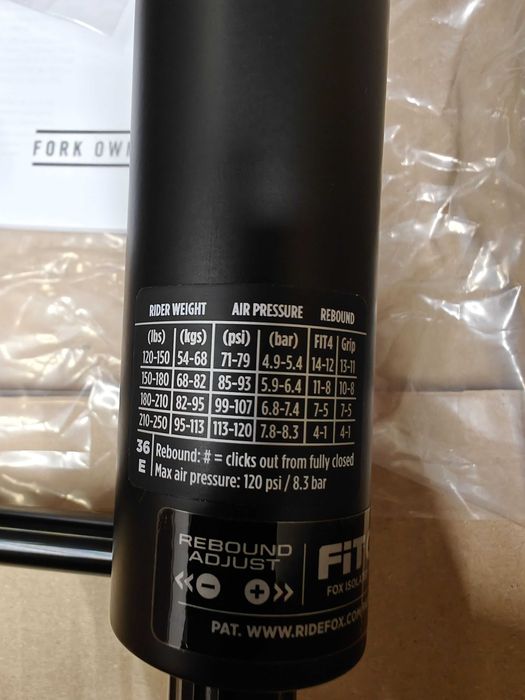 FORK
RIDER WEIGHT AIR PRESSURE REBOUND
(lbs) (kgs) (psi) (bar) FIT4 Grip
120-150 54-68 71-79 4.9-5.4 14-12 13-11
150-180 68-82 85-93 5.9-6.4 11-8 10-8
180-210 82-95 99-107 6.8-7.4 7-5 7-5
210-250 95-113 113-120 7.8-8.3 4-1 4-1
36 Rebound: # = clicks out from fully closed
E Max air pressure: 120 psi / 8.3 bar
REBOUND
ADJUST
FiT
FOX
PAT. WWW.RIDEFOX.COM